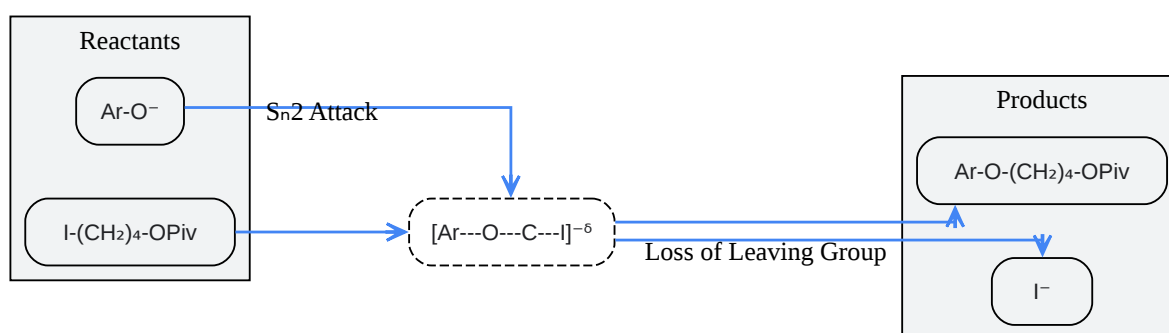 Reactants
Ar-O⁻
Sₙ2 Attack
I-(CH₂)₄-OPiv
[Ar---O---C---I]⁻ᵟ
Loss of Leaving Group
Products
Ar-O-(CH₂)₄-OPiv
I⁻